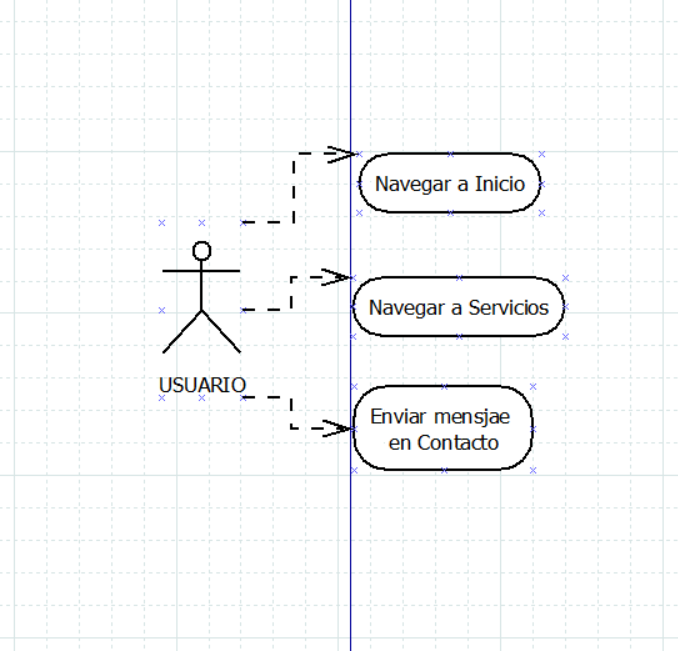 Navegar a Inicio
Navegar a Servicios
USUARIO
Enviar mensjae
en Contacto